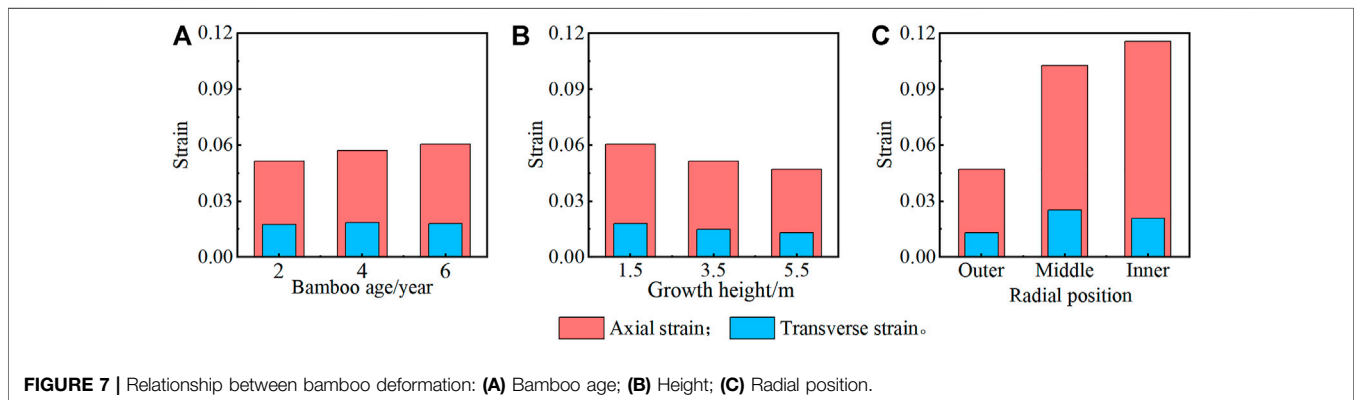 A
0.12
0.09
0.06
0.03
0.00
Strain
2 4 6
Bamboo age/year
B
0.12
0.09
0.06
0.03
0.00
Strain
1.5 3.5 5.5
Growth height/m
C
0.12
0.09
0.06
0.03
0.00
Strain
Outer Middle Inner
Radial position
Axial strain； Transverse strain。
FIGURE 7 | Relationship between bamboo deformation: (A) Bamboo age; (B) Height; (C) Radial position.